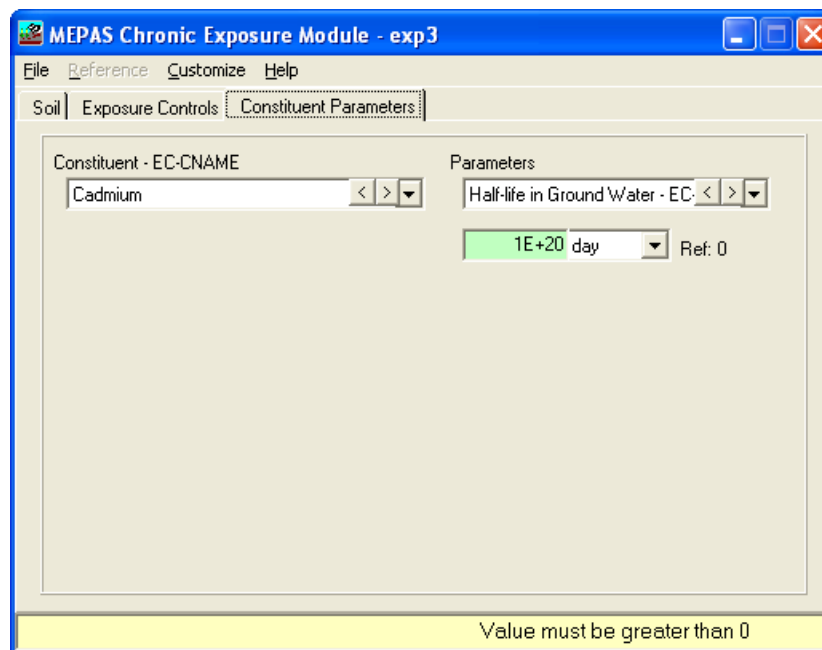 MEPAS Chronic Exposure Module - exp3
File Reference Customize Help
Soil Exposure Controls Constituent Parameters
Constituent - EC-CNAME Parameters
Cadmium < > Half-life in Ground Water - EC- < >
1E+20 day Ref: 0
Value must be greater than 0